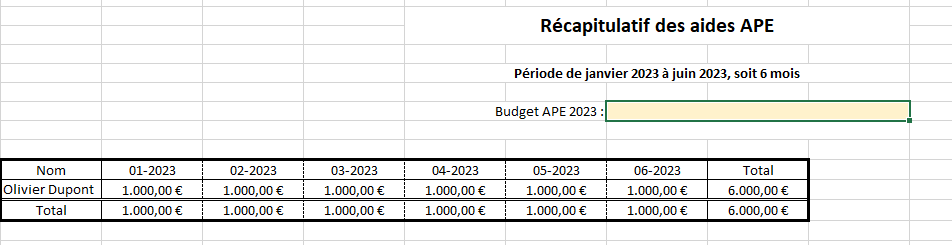 Récapitulatif des aides APE
Période de janvier 2023 à juin 2023, soit 6 mois
Budget APE 2023 :
Nom 01-2023 02-2023 03-2023 04-2023 05-2023 06-2023 Total
Olivier Dupont 1.000,00 € 1.000,00 € 1.000,00 € 1.000,00 € 1.000,00 € 1.000,00 € 6.000,00 €
Total 1.000,00 € 1.000,00 € 1.000,00 € 1.000,00 € 1.000,00 € 1.000,00 € 6.000,00 €